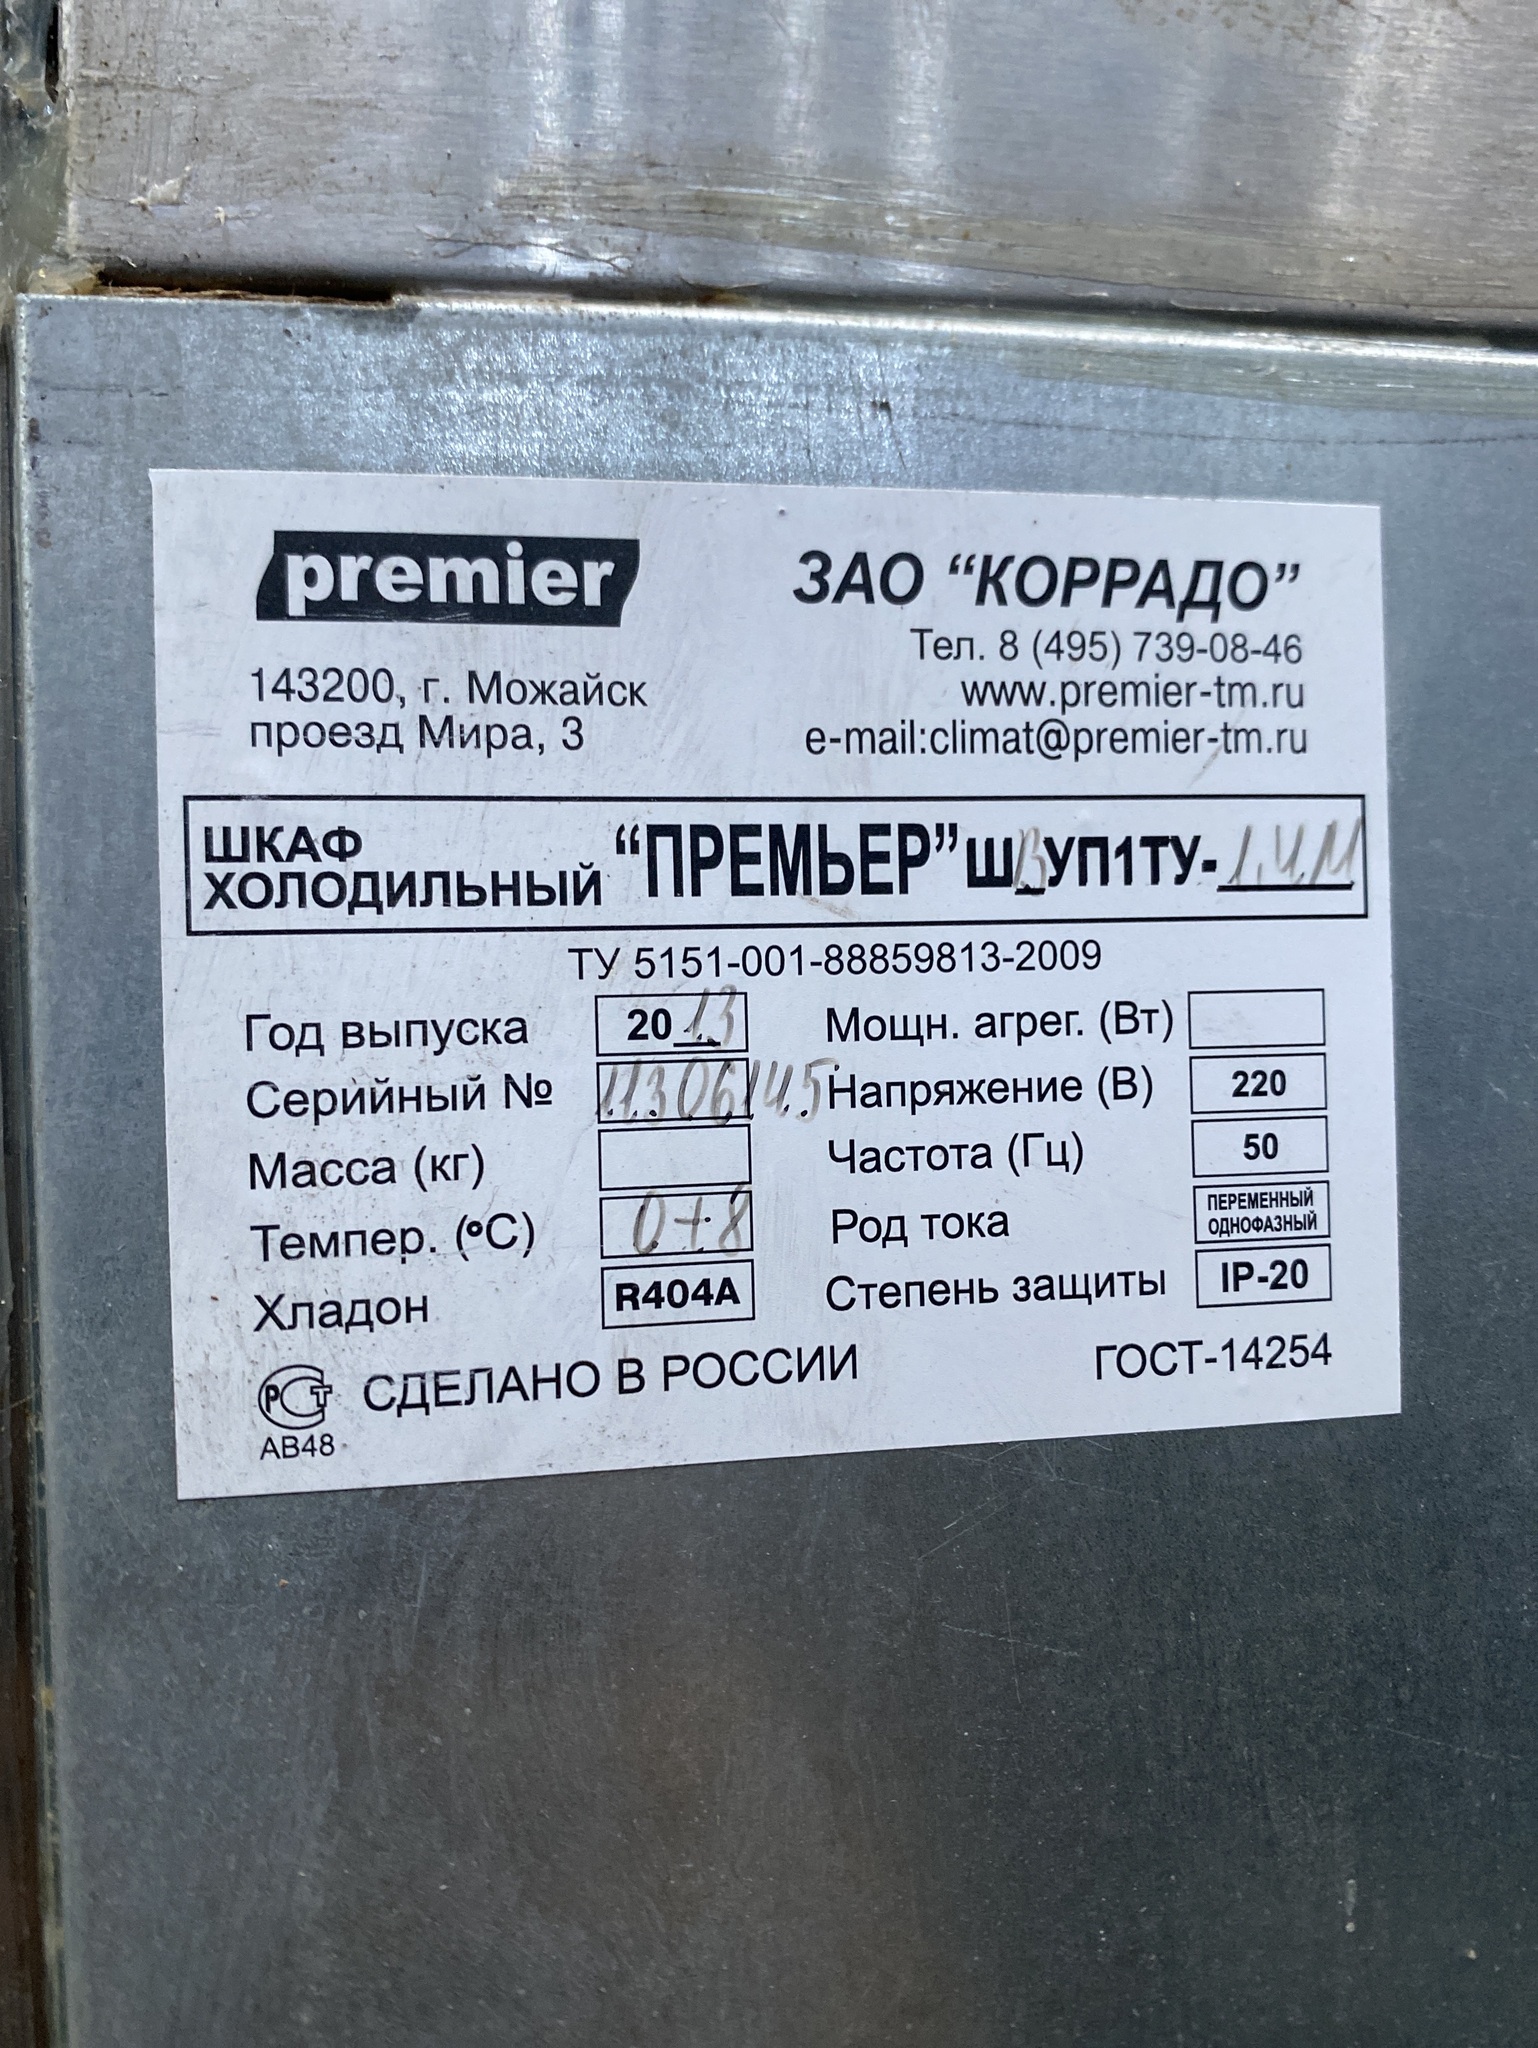 premier
ЗАО “КОРРАДО”
Тел. 8 (495) 739-08-46
www.premier-tm.ru
e-mail:climat@premier-tm.ru
143200, г. Можайск
проезд Мира, 3
ШКАФ
ХОЛОДИЛЬНЫЙ
“ПРЕМЬЕР” ШВУП1ТУ-1.4 М
ТУ 5151-001-88859813-2009
Год выпуска 2013
Серийный № 11306145
Масса (кг)
Темпер. (°С) 0+8
Хладон R404A
Мощн. агрег. (Вт)
Напряжение (В) 220
Частота (Гц) 50
Род тока ПЕРЕМЕННЫЙ
ОДНОФАЗНЫЙ
Степень защиты IP-20
РСТ СДЕЛАНО В РОССИИ
АВ48
ГОСТ-14254